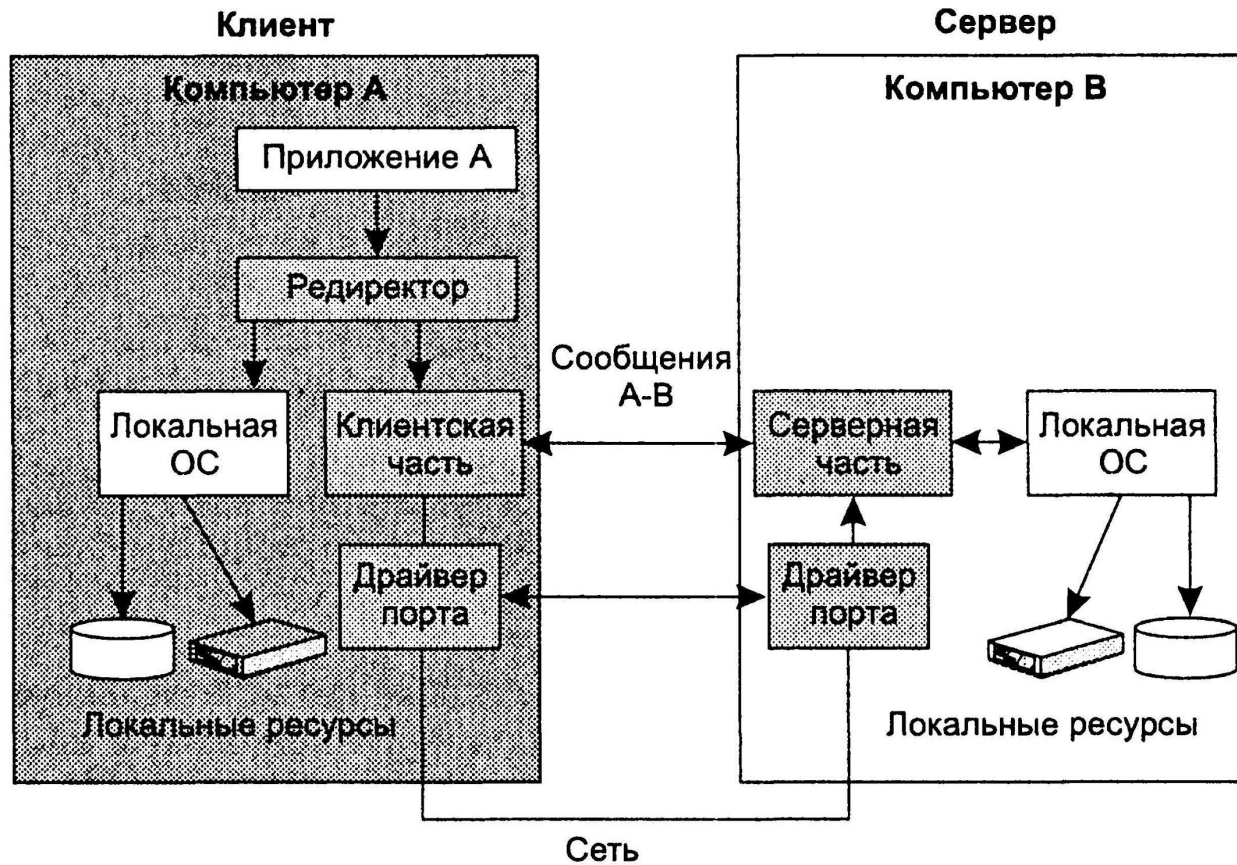 Клиент
Сервер
Компьютер А
Компьютер В
Приложение А
Редиректор
Сообщения
А-В
Локальная
ОС
Клиентская
часть
Серверная
часть
Локальная
ОС
Драйвер
порта
Драйвер
порта
Локальные ресурсы
Локальные ресурсы
Сеть